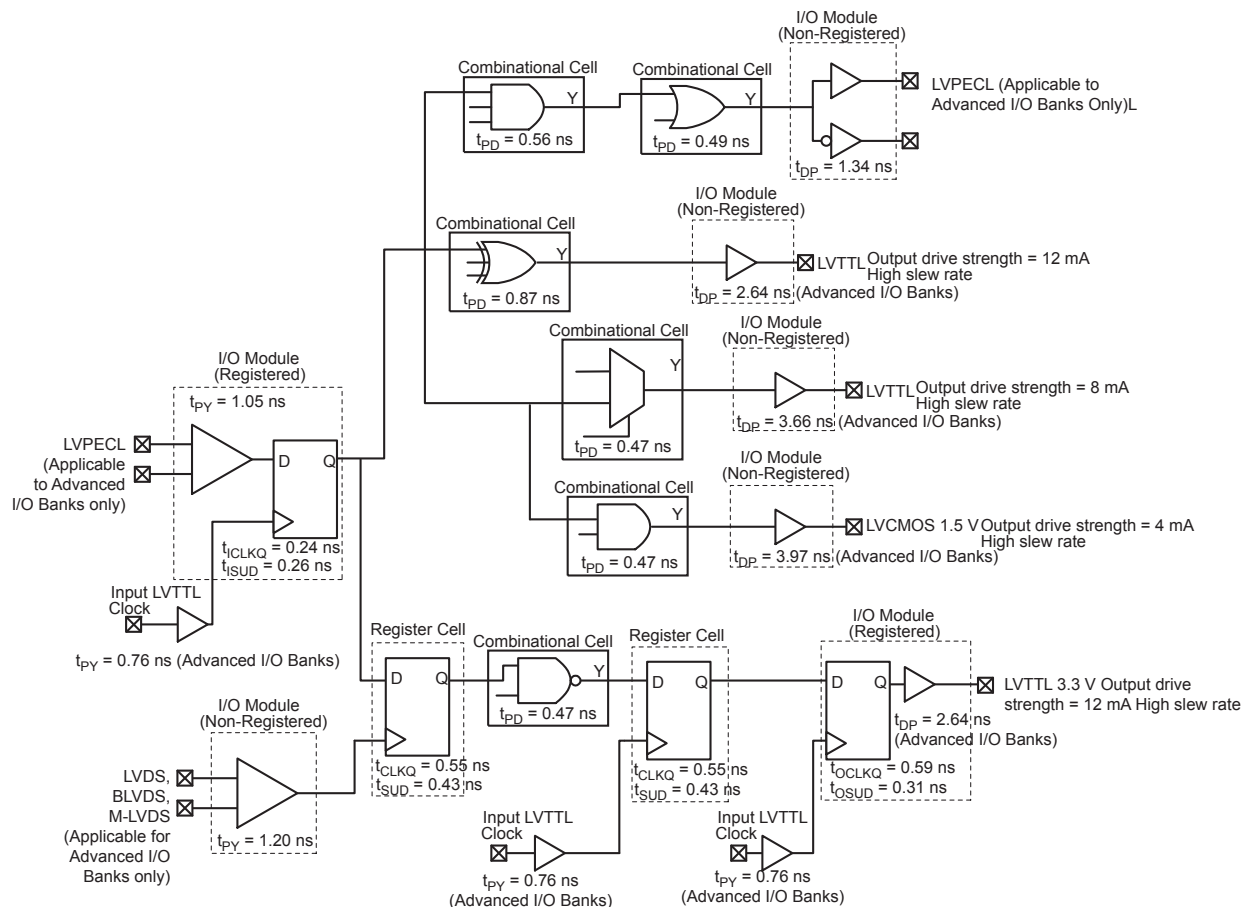 I/O Module
(Non-Registered)
Combinational Cell
Y
tPD = 0.56 ns
Combinational Cell
Y
tPD = 0.49 ns
tDP = 1.34 ns
LVPECL (Applicable to
Advanced I/O Banks Only)L
I/O Module
(Non-Registered)
Combinational Cell
Y
tPD = 0.87 ns
tDP = 2.64 ns (Advanced I/O Banks)
LVTTL Output drive strength = 12 mA
High slew rate
I/O Module
(Non-Registered)
Combinational Cell
Y
tPD = 0.47 ns
tDP = 3.66 ns (Advanced I/O Banks)
LVTTL Output drive strength = 8 mA
High slew rate
I/O Module
(Non-Registered)
Combinational Cell
Y
tPD = 0.47 ns
tDP = 3.97 ns (Advanced I/O Banks)
LVCMOS 1.5 V Output drive strength = 4 mA
High slew rate
I/O Module
(Registered)
tPY = 1.05 ns
LVPECL
(Applicable
to Advanced
I/O Banks only)
D
Q
tICLKQ = 0.24 ns
tISUD = 0.26 ns
Input LVTTL
Clock
tPY = 0.76 ns (Advanced I/O Banks)
I/O Module
(Non-Registered)
LVDS,
BLVDS,
M-LVDS
(Applicable for
Advanced I/O
Banks only)
tPY = 1.20 ns
Register Cell
D
Q
tCLKQ = 0.55 ns
tSUD = 0.43 ns
Combinational Cell
Y
tPD = 0.47 ns
Register Cell
D
Q
tCLKQ = 0.55 ns
tSUD = 0.43 ns
Input LVTTL
Clock
tPY = 0.76 ns
(Advanced I/O Banks)
I/O Module
(Registered)
D
Q
tDP = 2.64 ns
(Advanced I/O Banks)
tOCLKQ = 0.59 ns
tOSUD = 0.31 ns
LVTTL 3.3 V Output drive
strength = 12 mA High slew rate
Input LVTTL
Clock
tPY = 0.76 ns
(Advanced I/O Banks)